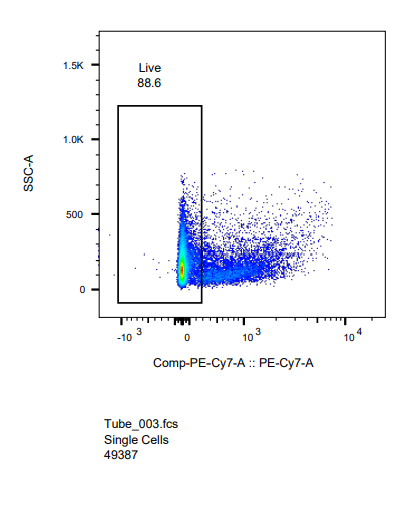 Live
88.6
1.5K
1.0K
500
0
SSC-A
-10 3
0
10 3
10 4
Comp-PE-Cy7-A :: PE-Cy7-A
Tube_003.fcs
Single Cells
49387